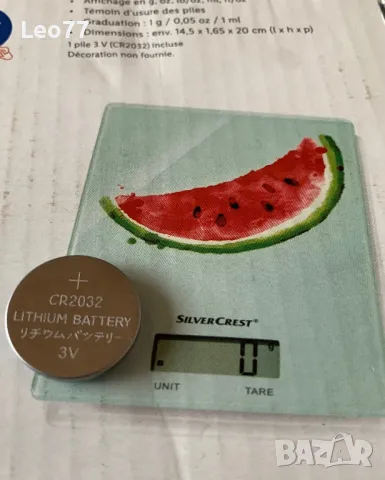 Affichage en g, oz, lb/oz, ml, fl/oz
• Témoin d'usure des piles
• Graduation : 1 g / 0,05 oz / 1 ml
• Dimensions : env. 14,5 x 1,65 x 20 cm (l x h x p)
1 pile 3 V (CR2032) incluse
Décoration non fournie.
Leo77
+
CR2032
LITHIUM BATTERY
リチウムバッテリー
3V
SILVERCREST®
0 g
UNIT TARE
bazar